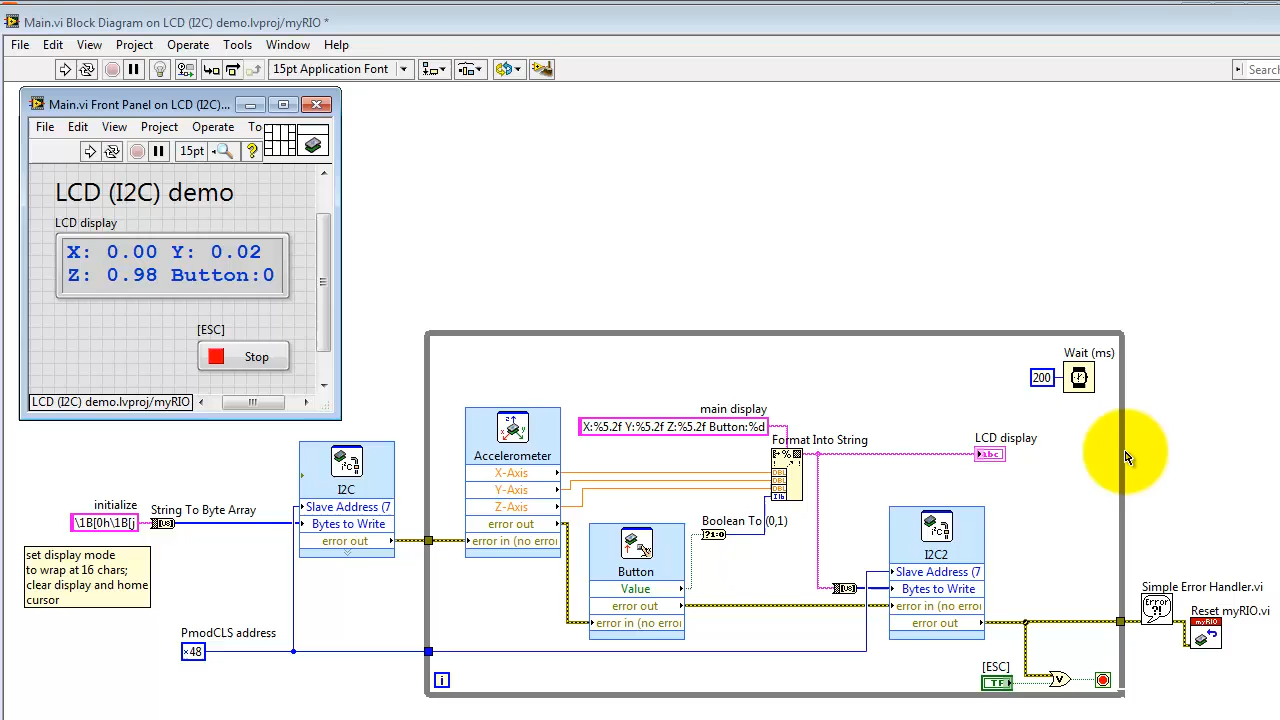 Main.vi Block Diagram on LCD (I2C) demo.lvproj/myRIO *
File Edit View Project Operate Tools Window Help
15pt Application Font
Search
Main.vi Front Panel on LCD (I2C)...
File Edit View Project Operate To
15pt
LCD (I2C) demo
LCD display
X: 0.00 Y: 0.02
Z: 0.98 Button:0
[ESC]
Stop
LCD (I2C) demo.lvproj/myRIO
Wait (ms)
200
main display
X:%5.2f Y:%5.2f Z:%5.2f Button:%d
Format Into String
LCD display
abc
Accelerometer
X-Axis
Y-Axis
Z-Axis
error out
error in (no error
I2C
Slave Address (7
Bytes to Write
error out
initialize
\1B[0h\1B[j
String To Byte Array
set display mode
to wrap at 16 chars;
clear display and home
cursor
PmodCLS address
x48
Button
Value
error out
error in (no error
Boolean To (0,1)
?1:0
I2C2
Slave Address (7
Bytes to Write
error in (no error
error out
Simple Error Handler.vi
Error
?!
Reset myRIO.vi
myRIO
[ESC]
TF
i